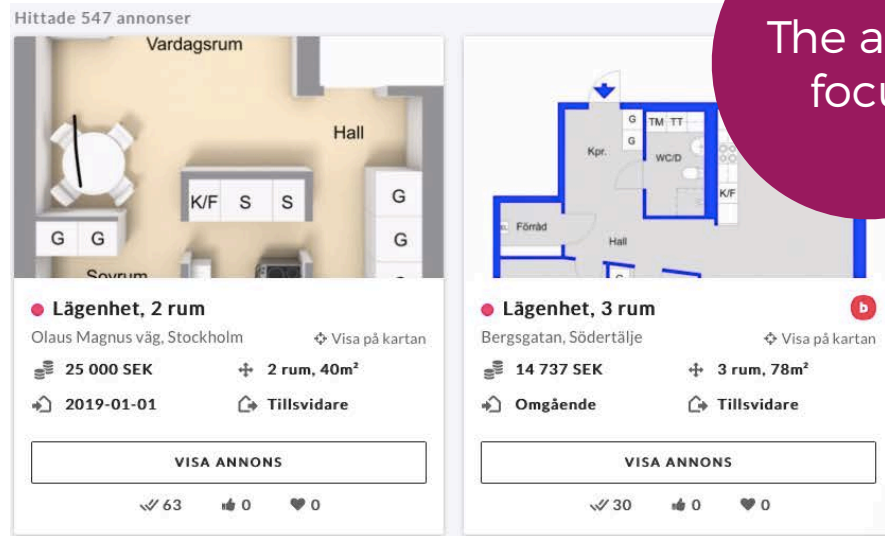 Hittade 547 annonser
The a
focu
Vardagsrum
Hall
K/F S S
G
G G
G
Sovrum
G
TM TT
G
Kpr.
WC/D
K/F
Förråd
Hall
G
Lägenhet, 2 rum
Olaus Magnus väg, Stockholm
Visa på kartan
25 000 SEK
2 rum, 40m²
2019-01-01
Tillsvidare
VISA ANNONS
63 0 0
Lägenhet, 3 rum
b
Bergsgatan, Södertälje
Visa på kartan
14 737 SEK
3 rum, 78m²
Omgående
Tillsvidare
VISA ANNONS
30 0 0